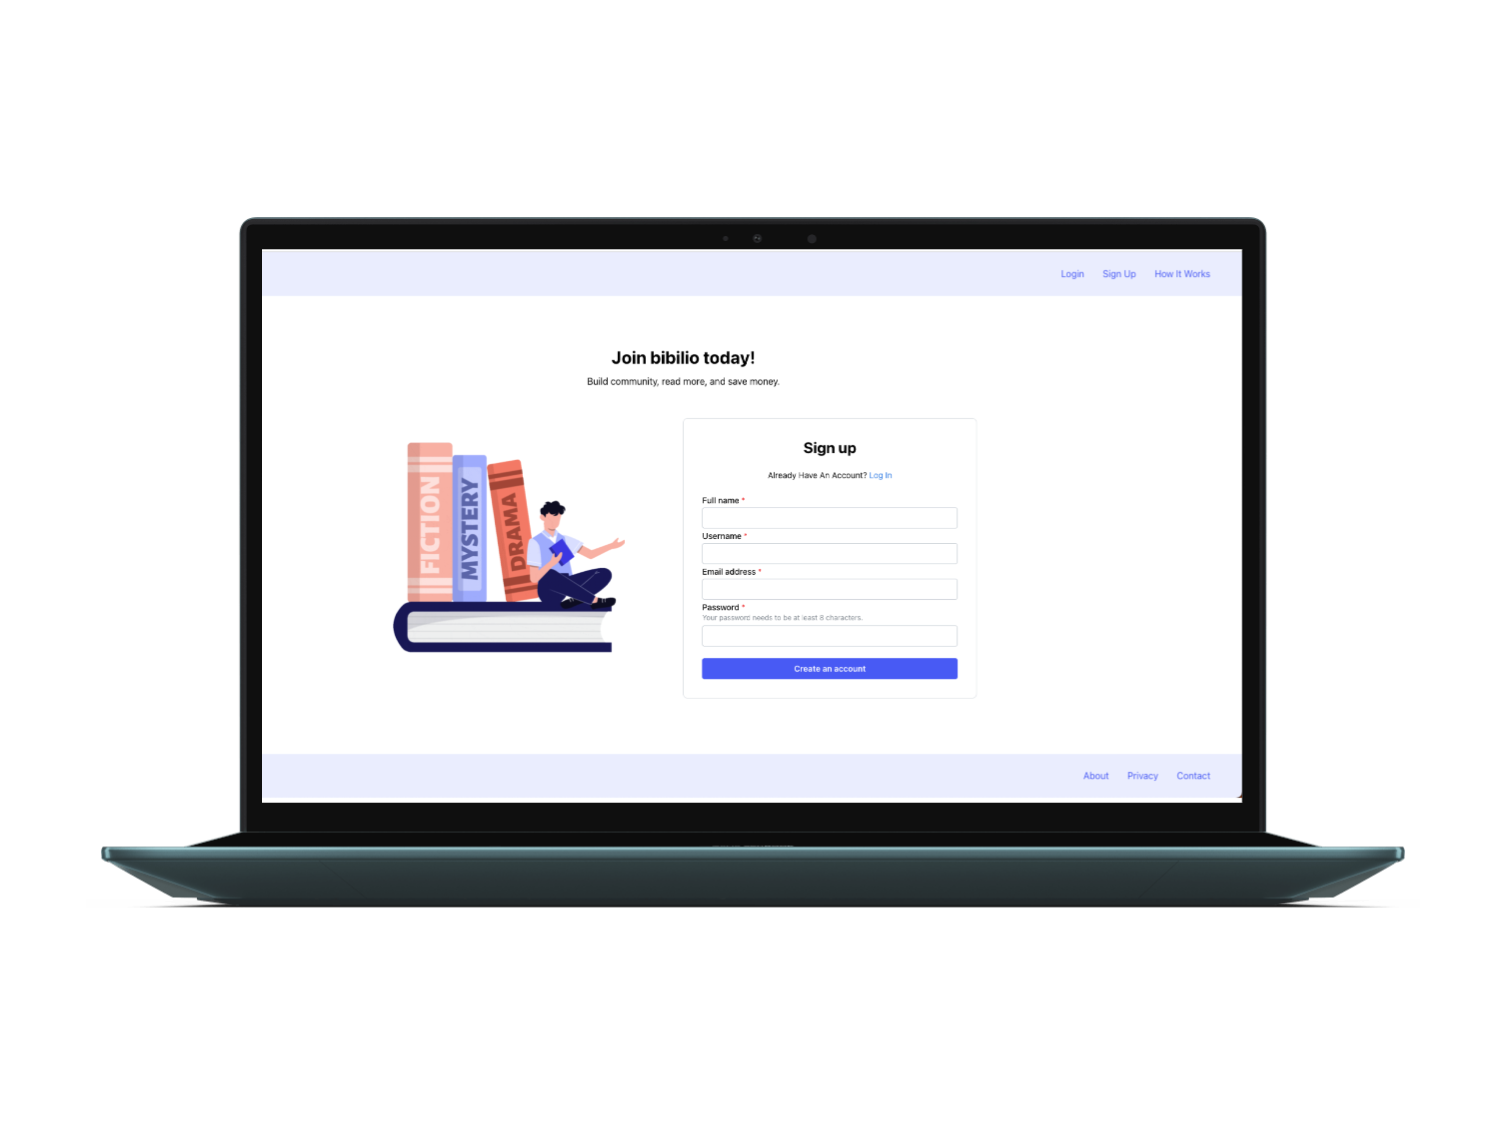 Login Sign Up How It Works
Join bibilio today!
Build community, read more, and save money.
FICTION
MYSTERY
DRAMA
Sign up
Already Have An Account? Log In
Full name *
Username *
Email address *
Password *
Your password needs to be at least 8 characters.
Create an account
About Privacy Contact